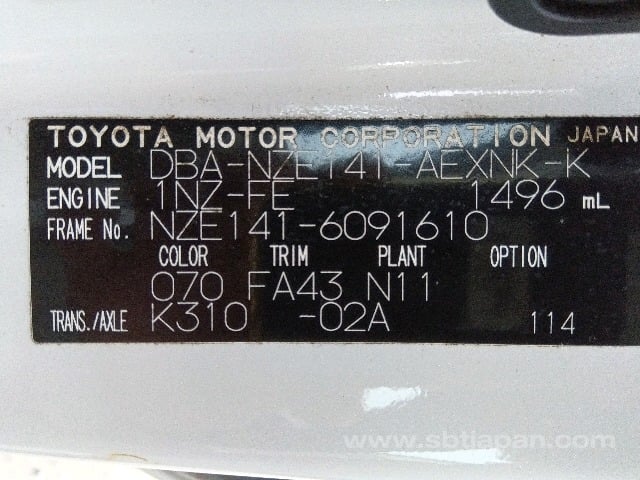 TOYOTA MOTOR CORPORATION JAPAN
MODEL DBA-NZE141-AEXNK-K
ENGINE 1NZ-FE 1496 mL
FRAME No. NZE141-6091610
COLOR TRIM PLANT OPTION
070 FA43 N11
TRANS./AXLE K310 -02A 114
www.sbtjapan.com